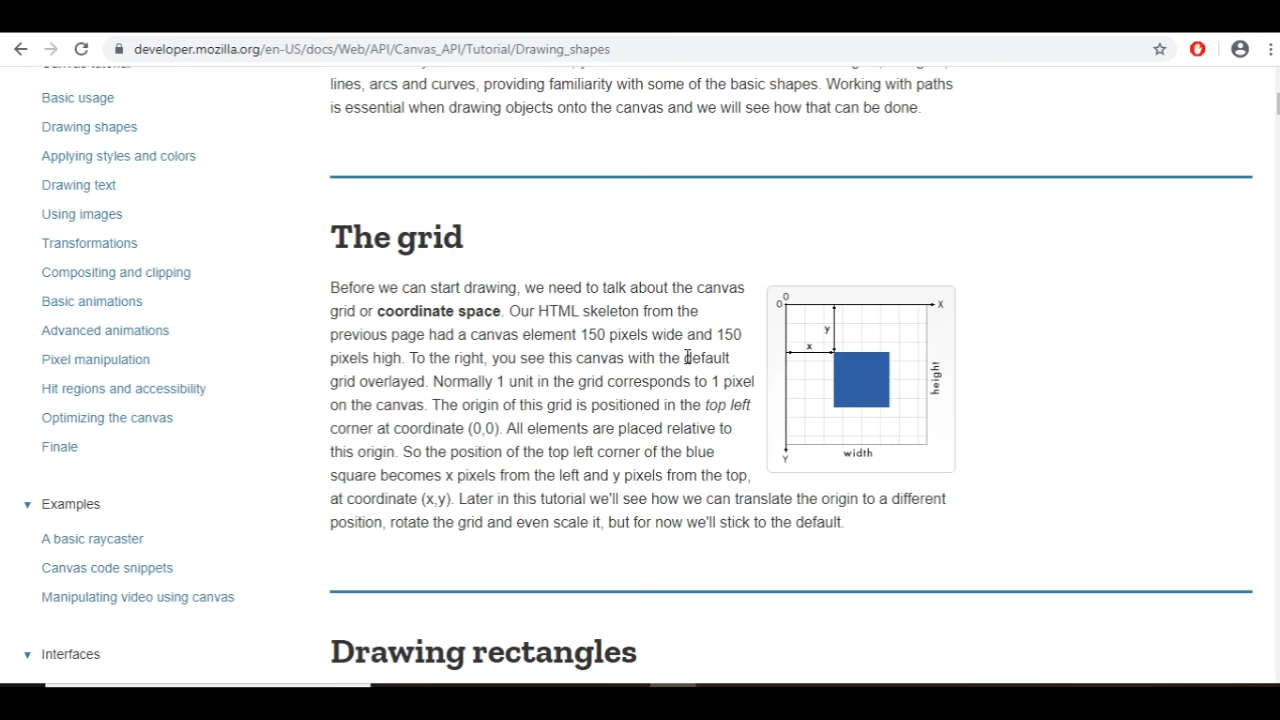 developer.mozilla.org/en-US/docs/Web/API/Canvas_API/Tutorial/Drawing_shapes
Basic usage
Drawing shapes
Applying styles and colors
Drawing text
Using images
Transformations
Compositing and clipping
Basic animations
Advanced animations
Pixel manipulation
Hit regions and accessibility
Optimizing the canvas
Finale
Examples
A basic raycaster
Canvas code snippets
Manipulating video using canvas
Interfaces
lines, arcs and curves, providing familiarity with some of the basic shapes. Working with paths
is essential when drawing objects onto the canvas and we will see how that can be done.
The grid
Before we can start drawing, we need to talk about the canvas
grid or coordinate space. Our HTML skeleton from the
previous page had a canvas element 150 pixels wide and 150
pixels high. To the right, you see this canvas with the default
grid overlayed. Normally 1 unit in the grid corresponds to 1 pixel
on the canvas. The origin of this grid is positioned in the top left
corner at coordinate (0,0). All elements are placed relative to
this origin. So the position of the top left corner of the blue
square becomes x pixels from the left and y pixels from the top,
at coordinate (x,y). Later in this tutorial we'll see how we can translate the origin to a different
position, rotate the grid and even scale it, but for now we'll stick to the default.
0
0
X
y
x
height
Y
width
Drawing rectangles